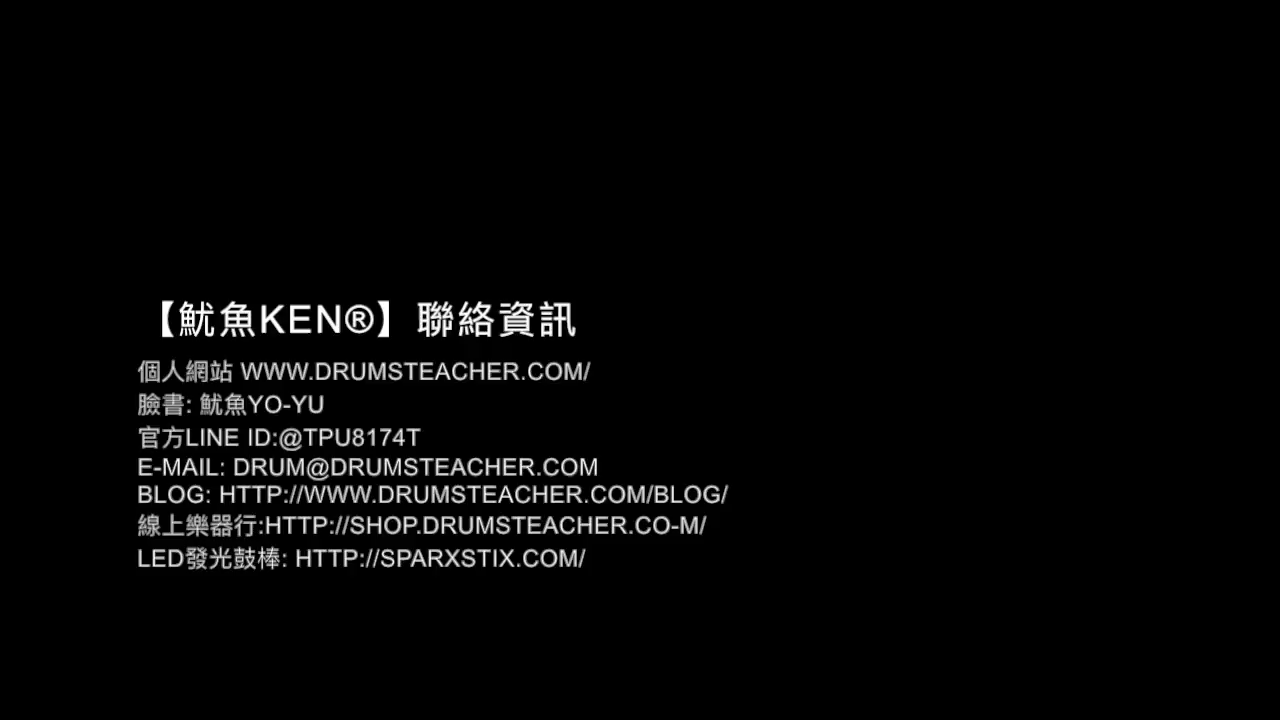 【魷魚KEN®】聯絡資訊
個人網站 WWW.DRUMSTEACHER.COM/
臉書: 魷魚YO-YU
官方LINE ID:@TPU8174T
E-MAIL: DRUM@DRUMSTEACHER.COM
BLOG: HTTP://WWW.DRUMSTEACHER.COM/BLOG/
線上樂器行:HTTP://SHOP.DRUMSTEACHER.CO-M/
LED發光鼓棒: HTTP://SPARXSTIX.COM/